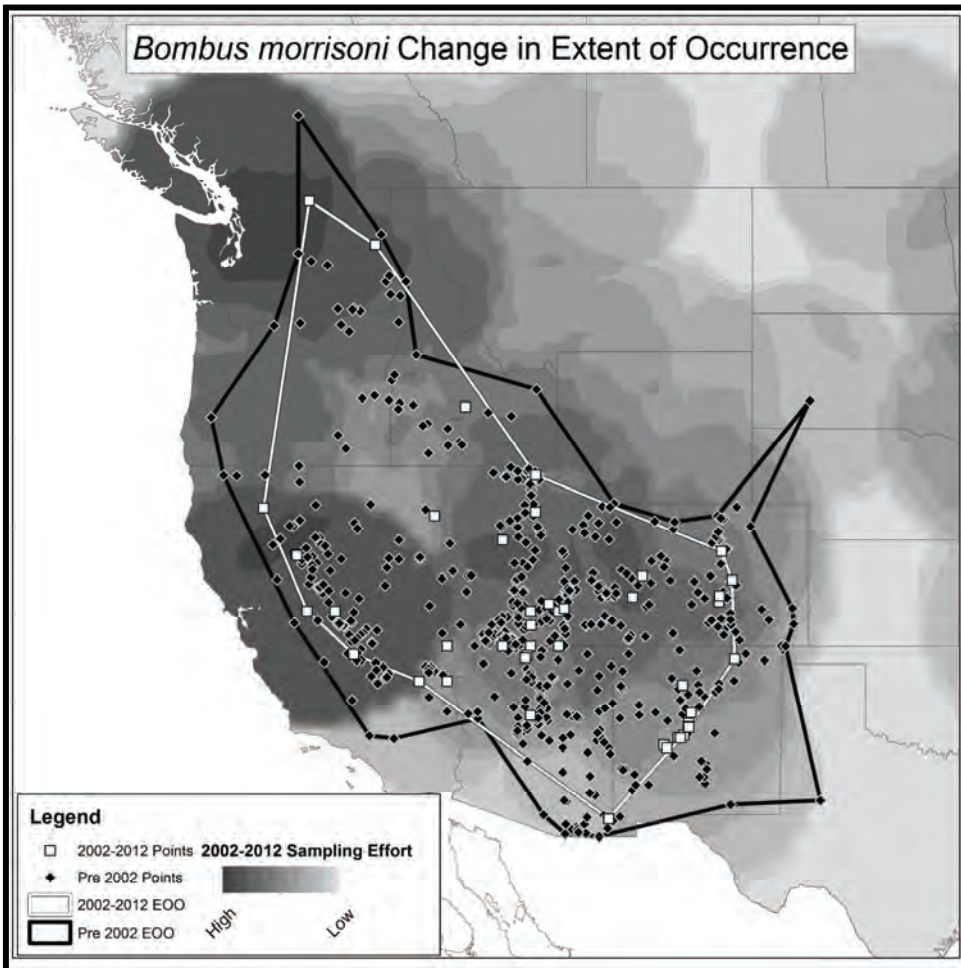 Bombus morrisoni Change in Extent of Occurrence
Legend
2002-2012 Points
2002-2012 Sampling Effort
Pre 2002 Points
2002-2012 EOO
High
Low
Pre 2002 EOO